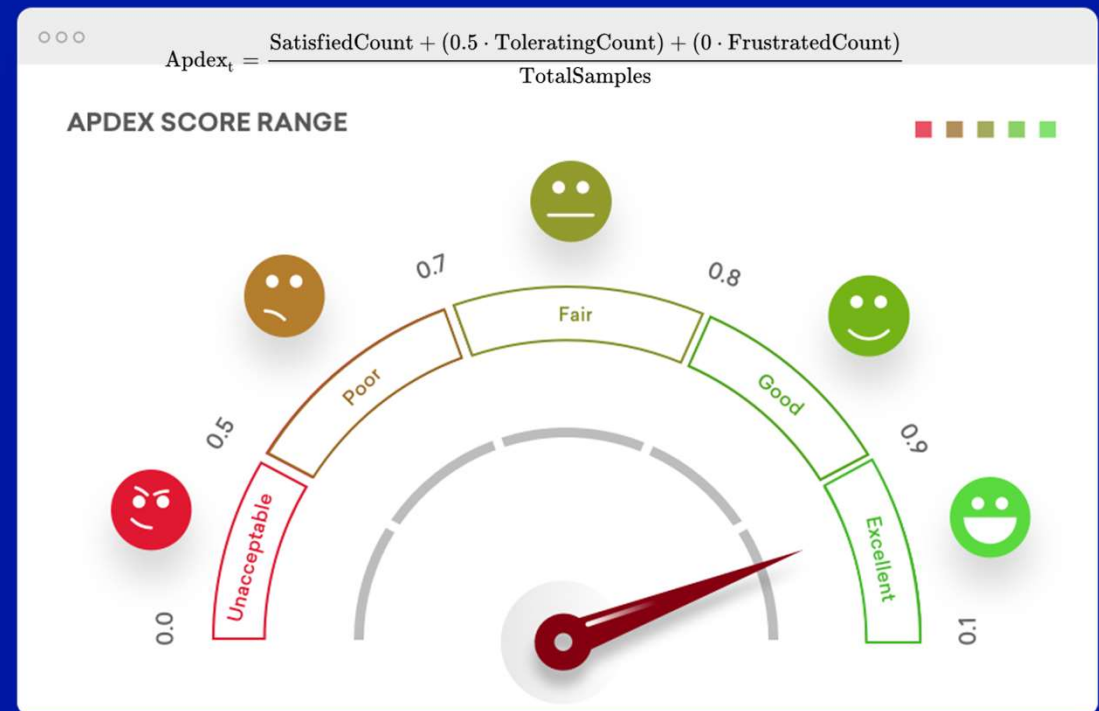 Apdex_t = SatisfiedCount + (0.5 · ToleratingCount) + (0 · FrustratedCount)
TotalSamples
APDEX SCORE RANGE
0.7
0.8
Fair
Poor
Good
0.5
0.9
Unacceptable
Excellent
0.0
0.1